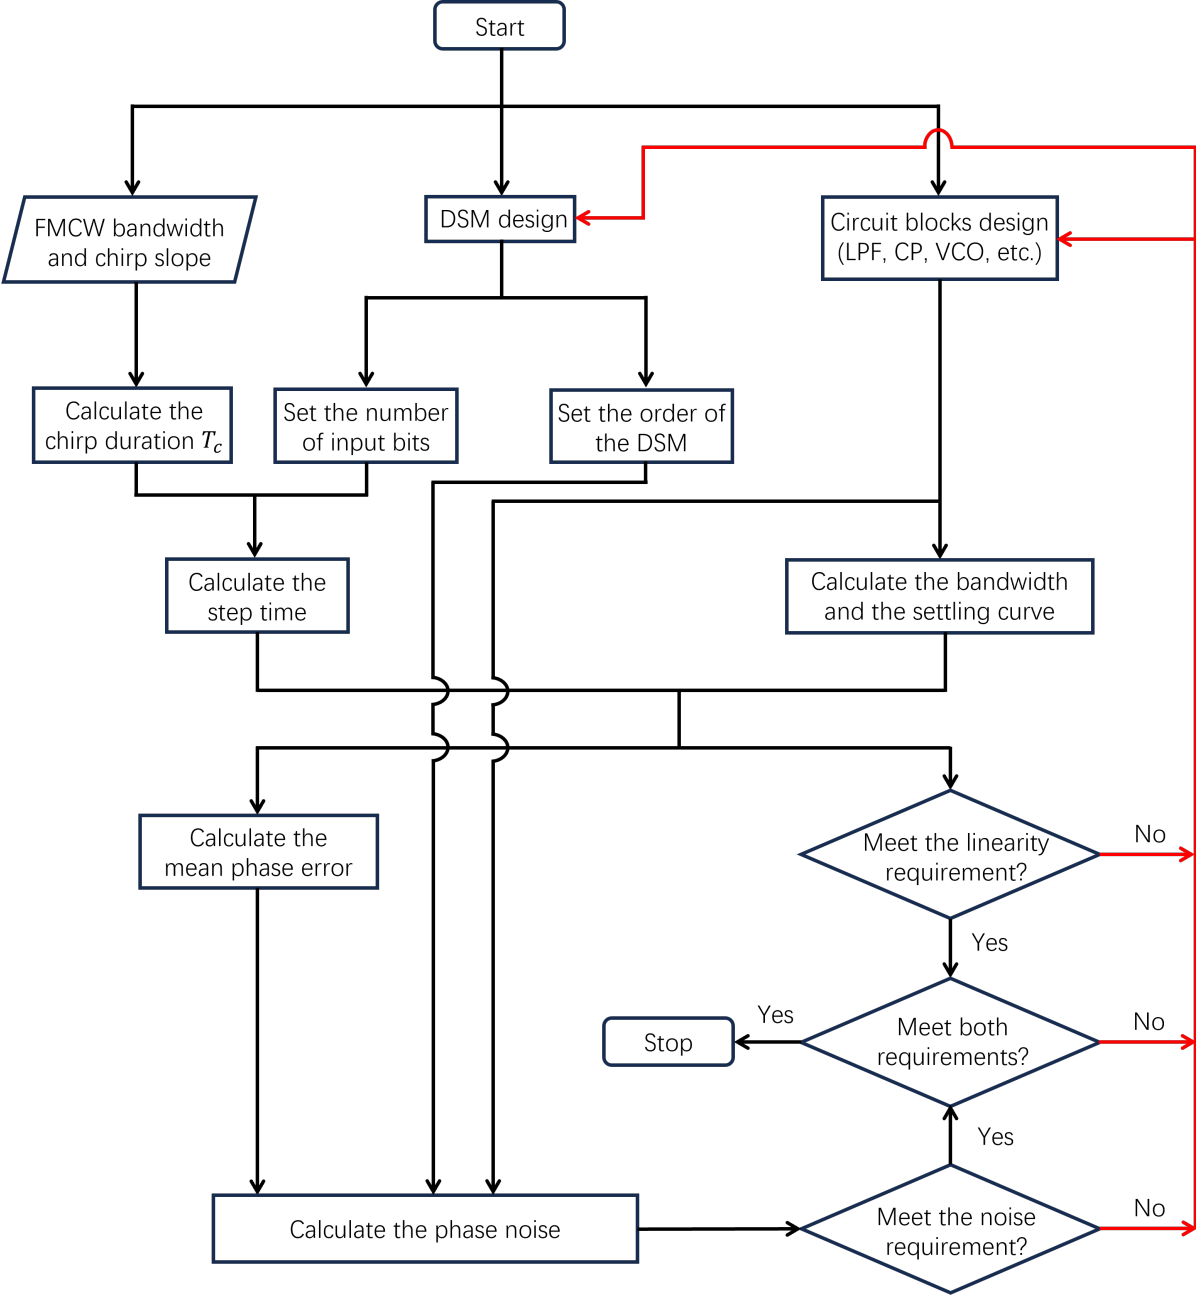 Start
FMCW bandwidth
and chirp slope
DSM design
Circuit blocks design
(LPF, CP, VCO, etc.)
Calculate the
chirp duration T_c
Set the number
of input bits
Set the order of
the DSM
Calculate the
step time
Calculate the bandwidth
and the settling curve
Calculate the
mean phase error
Meet the linearity
requirement?
No
Yes
Stop
Yes
Meet both
requirements?
No
Yes
Calculate the phase noise
Meet the noise
requirement?
No